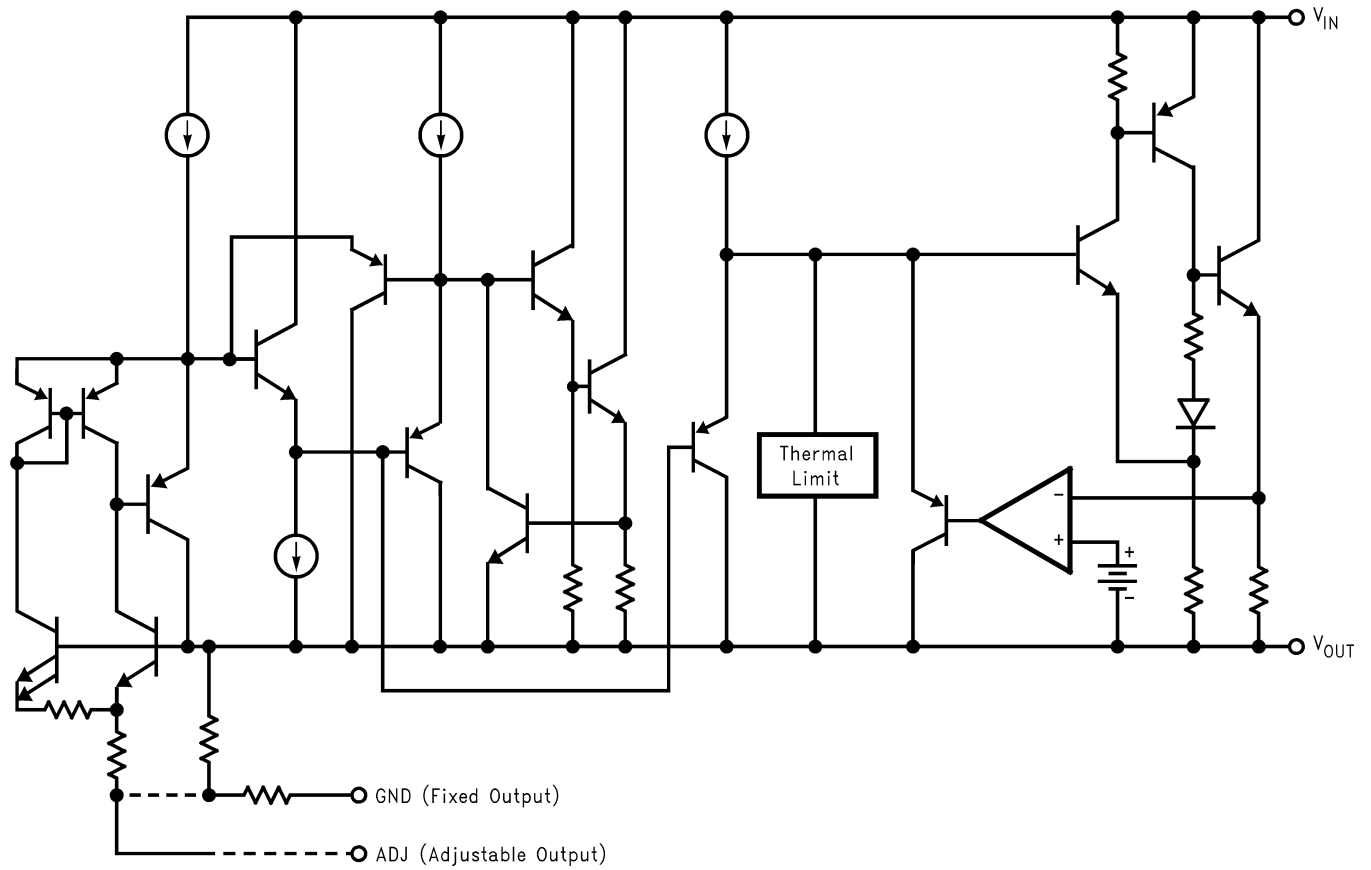 VIN
Thermal
Limit
−
+
+
−
VOUT
GND (Fixed Output)
ADJ (Adjustable Output)